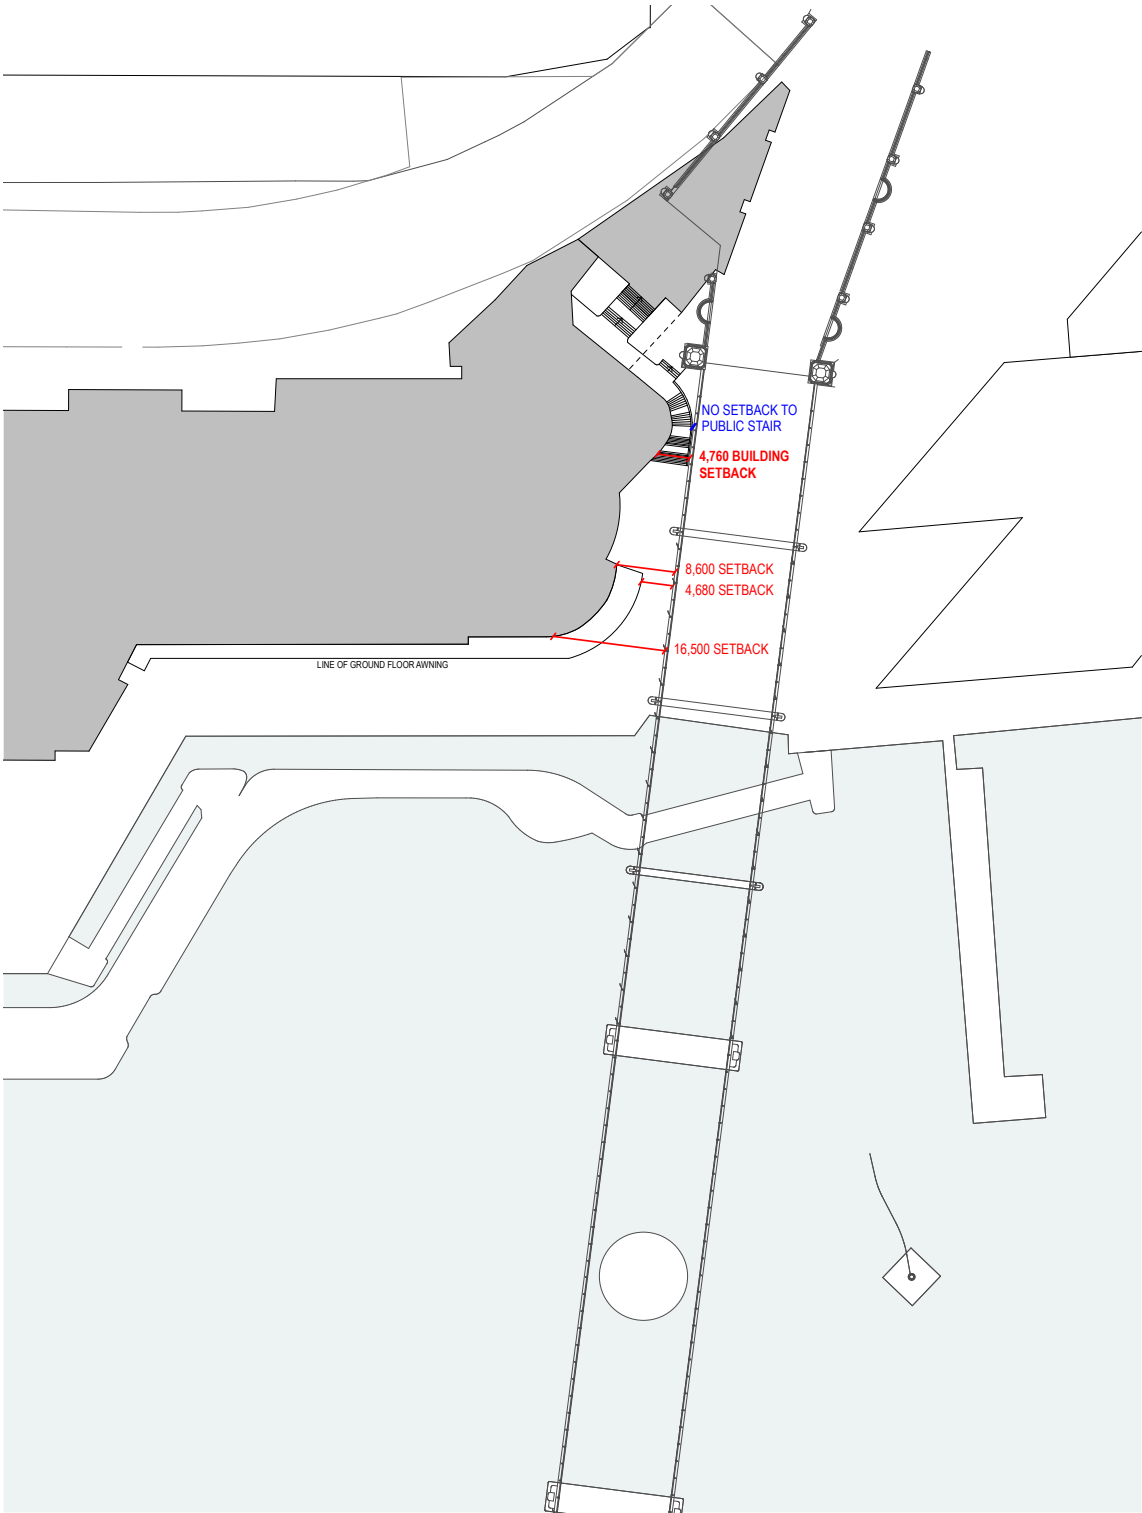 NO SETBACK TO
PUBLIC STAIR
4,760 BUILDING
SETBACK
8,600 SETBACK
4,680 SETBACK
16,500 SETBACK
LINE OF GROUND FLOOR AWNING